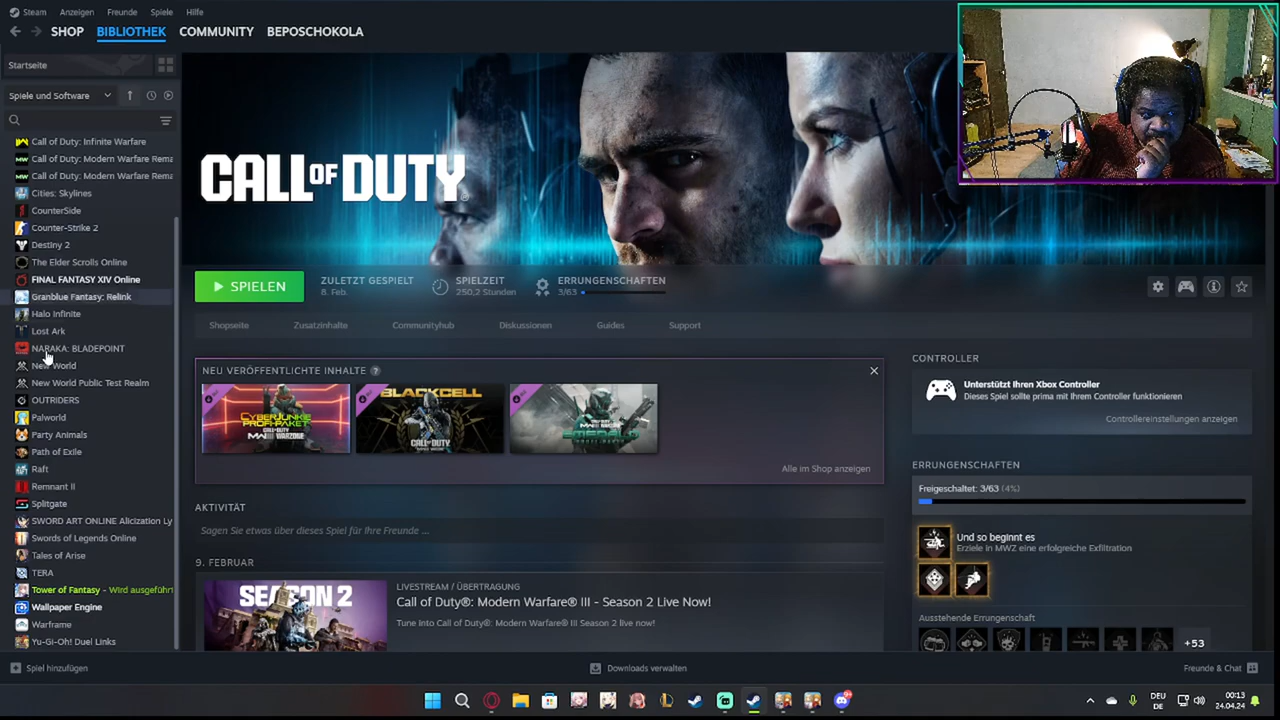 Steam Anzeigen Freunde Spiele Hilfe
SHOP BIBLIOTHEK COMMUNITY BEPOSCHOKOLA
Startseite
Spiele und Software
Call of Duty: Infinite Warfare
Call of Duty: Modern Warfare Rema
Call of Duty: Modern Warfare Rema
Cities: Skylines
CounterSide
Counter-Strike 2
Destiny 2
The Elder Scrolls Online
FINAL FANTASY XIV Online
Granblue Fantasy: Relink
Halo Infinite
Lost Ark
NARAKA: BLADEPOINT
New World
New World Public Test Realm
OUTRIDERS
Palworld
Party Animals
Path of Exile
Raft
Remnant II
Splitgate
SWORD ART ONLINE Alicization Ly
Swords of Legends Online
Tales of Arise
TERA
Tower of Fantasy - Wird ausgeführt
Wallpaper Engine
Warframe
Yu-Gi-Oh! Duel Links
CALL OF DUTY
SPIELEN
ZULETZT GESPIELT
8. Feb.
SPIELZEIT
250,2 Stunden
ERRUNGENSCHAFTEN
3/63
Shopseite Zusatzinhalte Communityhub Diskussionen Guides Support
NEU VERÖFFENTLICHTE INHALTE ?
CYBERJUNKIE
PROFI-PAKET
CALL OF DUTY
WARZONE
BLACKCELL
CALL OF DUTY
EMERALD
Alle im Shop anzeigen
AKTIVITÄT
Sagen Sie etwas über dieses Spiel für Ihre Freunde ...
9. FEBRUAR
SEASON 2
LIVESTREAM / ÜBERTRAGUNG
Call of Duty®: Modern Warfare® III - Season 2 Live Now!
Tune Into Call of Duty®: Modern Warfare® III Season 2 live now!
CONTROLLER
Unterstützt Ihren Xbox Controller
Dieses Spiel sollte prima mit Ihrem Controller funktionieren
Controllereinstellungen anzeigen
ERRUNGENSCHAFTEN
Freigeschaltet: 3/63 (4%)
Und so beginnt es
Erziele in MWZ eine erfolgreiche Exfiltration
Ausstehende Errungenschaft
+53
Spiel hinzufügen
Downloads verwalten
Freunde & Chat
DEU
DE
00:13
24.04.24